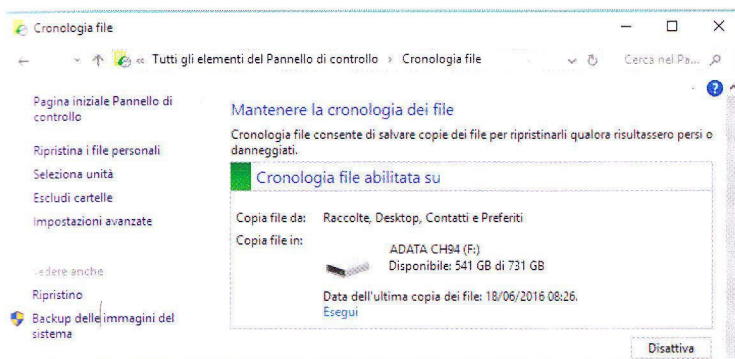 Cronologia file
« Tutti gli elementi del Pannello di controllo › Cronologia file
Cerca nel Pa...
Pagina iniziale Pannello di
controllo
Ripristina i file personali
Seleziona unità
Escludi cartelle
Impostazioni avanzate
Vedere anche
Ripristino
Backup delle immagini del
sistema
?
Mantenere la cronologia dei file
Cronologia file consente di salvare copie dei file per ripristinarli qualora risultassero persi o
danneggiati.
Cronologia file abilitata su
Copia file da: Raccolte, Desktop, Contatti e Preferiti
Copia file in:
ADATA CH94 (F:)
Disponibile: 541 GB di 731 GB
Data dell'ultima copia dei file: 18/06/2016 08:26.
Esegui
Disattiva